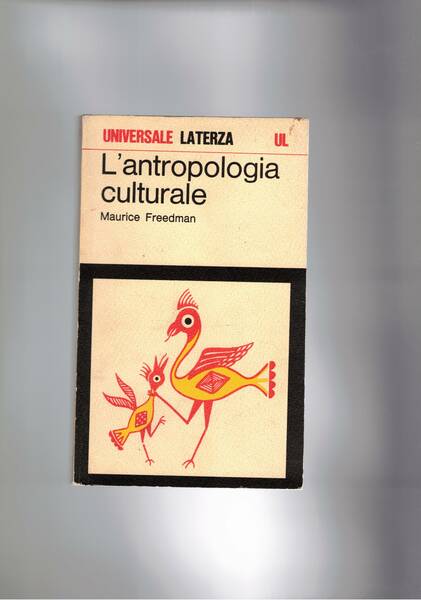 UNIVERSALE LATERZA UL
L'antropologia
culturale
Maurice Freedman